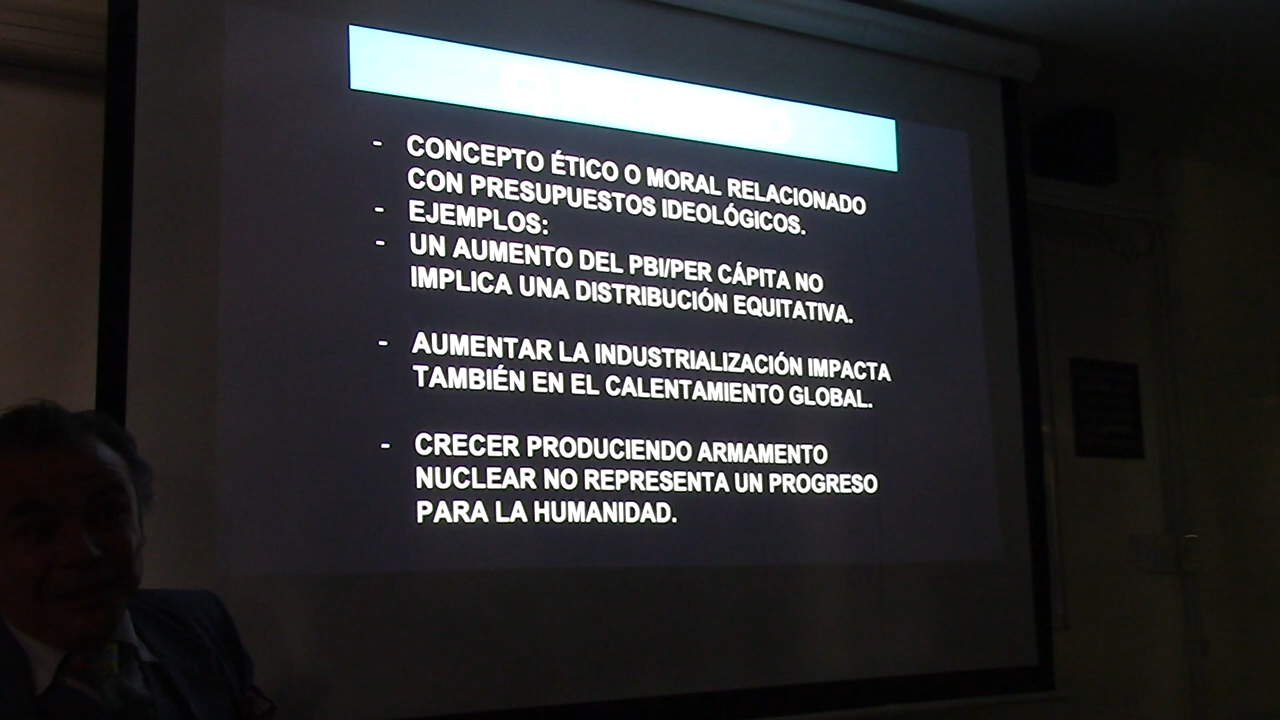 - CONCEPTO ÉTICO O MORAL RELACIONADO
CON PRESUPUESTOS IDEOLÓGICOS.
- EJEMPLOS:
- UN AUMENTO DEL PBI/PER CÁPITA NO
IMPLICA UNA DISTRIBUCIÓN EQUITATIVA.
- AUMENTAR LA INDUSTRIALIZACIÓN IMPACTA
TAMBIÉN EN EL CALENTAMIENTO GLOBAL.
- CRECER PRODUCIENDO ARMAMENTO
NUCLEAR NO REPRESENTA UN PROGRESO
PARA LA HUMANIDAD.